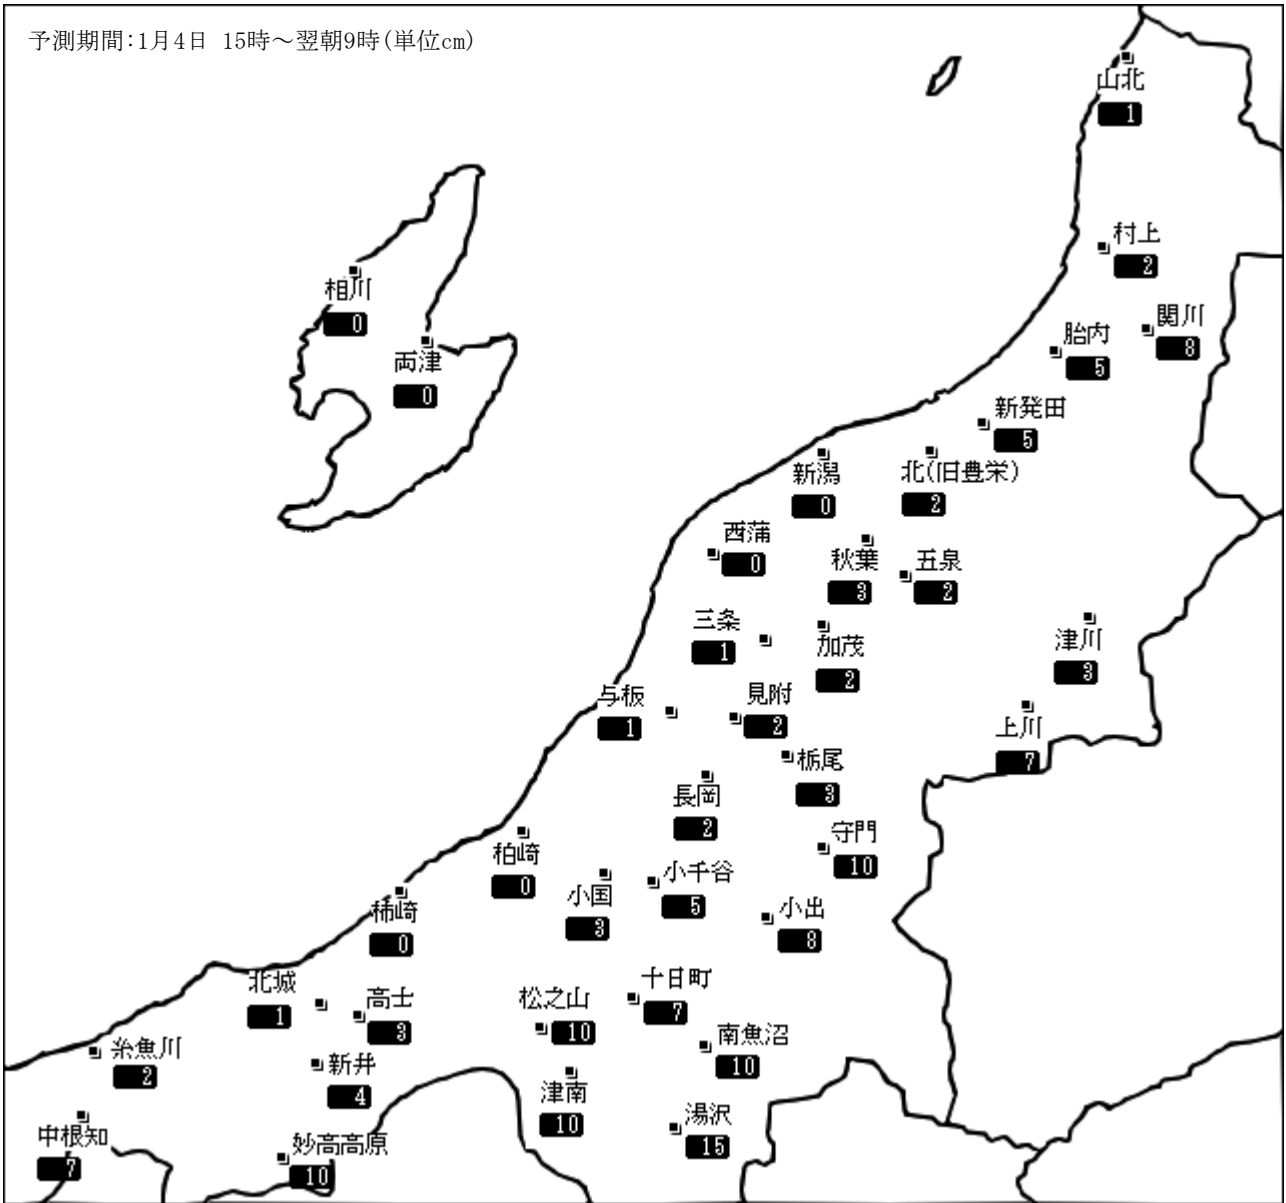 予測期間:1月4日 15時～翌朝9時(単位cm)
山北
1
村上
2
相川
0
関川
8
胎内
5
両津
0
新発田
5
新潟
0
北(旧豊栄)
2
西蒲
0
秋葉
3
五泉
2
三条
1
加茂
2
津川
3
与板
1
見附
2
上川
7
栃尾
3
長岡
2
守門
10
柏崎
0
小国
3
小千谷
5
柿崎
0
小出
8
北城
1
高士
3
松之山
10
十日町
7
糸魚川
2
新井
4
南魚沼
10
津南
10
湯沢
15
中根知
7
妙高高原
10